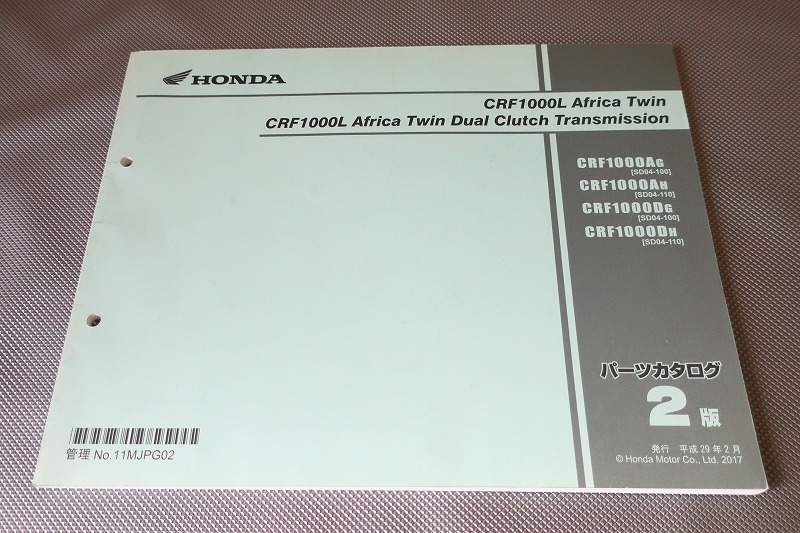 HONDA
CRF1000L Africa Twin
CRF1000L Africa Twin Dual Clutch Transmission
CRF1000AG
[SD04-100]
CRF1000AH
[SD04-110]
CRF1000DG
[SD04-100]
CRF1000DH
[SD04-110]
パーツカタログ
2版
発行 平成29年2月
© Honda Motor Co., Ltd. 2017
管理 No.11MJPG02